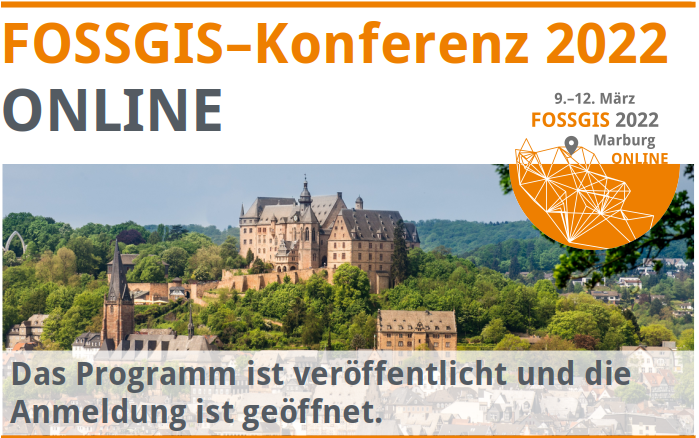 FOSSGIS–Konferenz 2022
ONLINE
9.–12. März
FOSSGIS 2022
Marburg
ONLINE
Das Programm ist veröffentlicht und die
Anmeldung ist geöffnet.